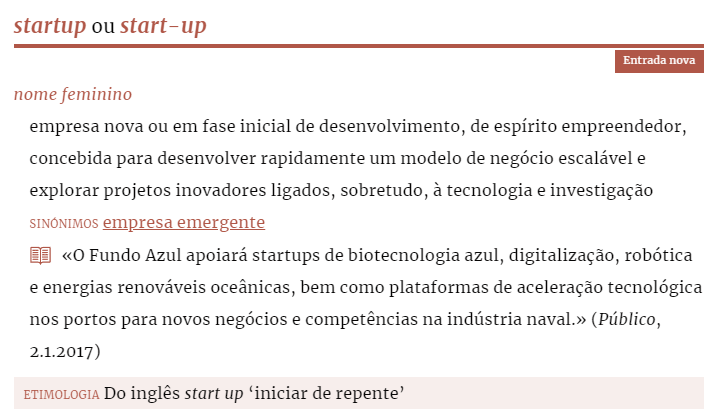 startup ou start-up
Entrada nova
nome feminino
empresa nova ou em fase inicial de desenvolvimento, de espírito empreendedor,
concebida para desenvolver rapidamente um modelo de negócio escalável e
explorar projetos inovadores ligados, sobretudo, à tecnologia e investigação
SINÓNIMOS empresa emergente
«O Fundo Azul apoiará startups de biotecnologia azul, digitalização, robótica
e energias renováveis oceânicas, bem como plataformas de aceleração tecnológica
nos portos para novos negócios e competências na indústria naval.» (Público,
2.1.2017)
ETIMOLOGIA Do inglês start up ‘iniciar de repente’